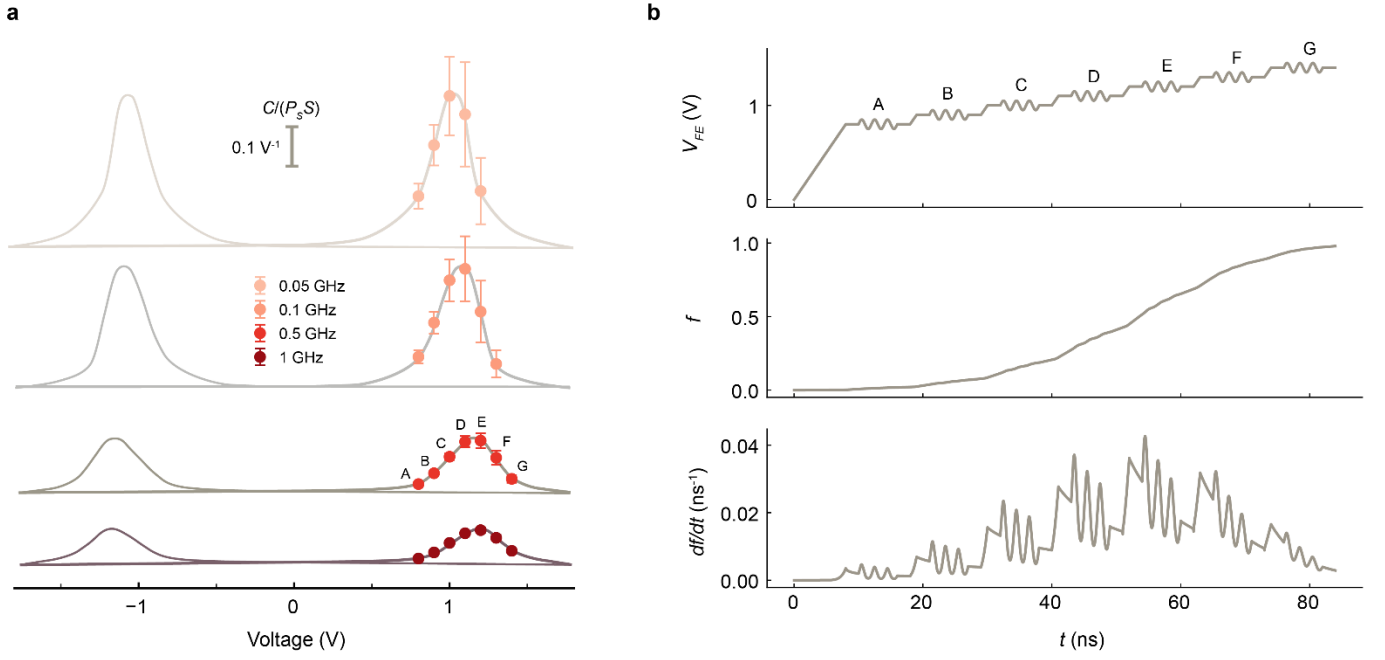 a
C/(PsS)
0.1 V⁻¹
0.05 GHz
0.1 GHz
0.5 GHz
1 GHz
A
B
C
D
E
F
G
−1
0
1
Voltage (V)
b
A
B
C
D
E
F
G
1
0
VFE (V)
1.0
0.5
0.0
f
0.04
0.02
0.00
df/dt (ns⁻¹)
0
20
40
60
80
t (ns)